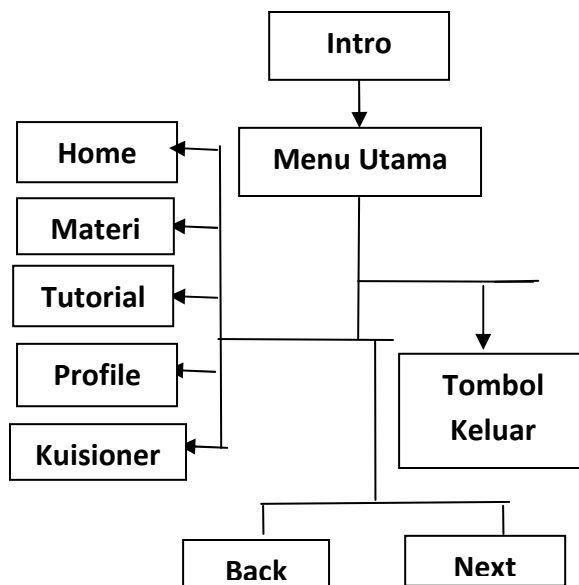 Intro
Menu Utama
Home
Materi
Tutorial
Profile
Kuisioner
Tombol
Keluar
Back
Next